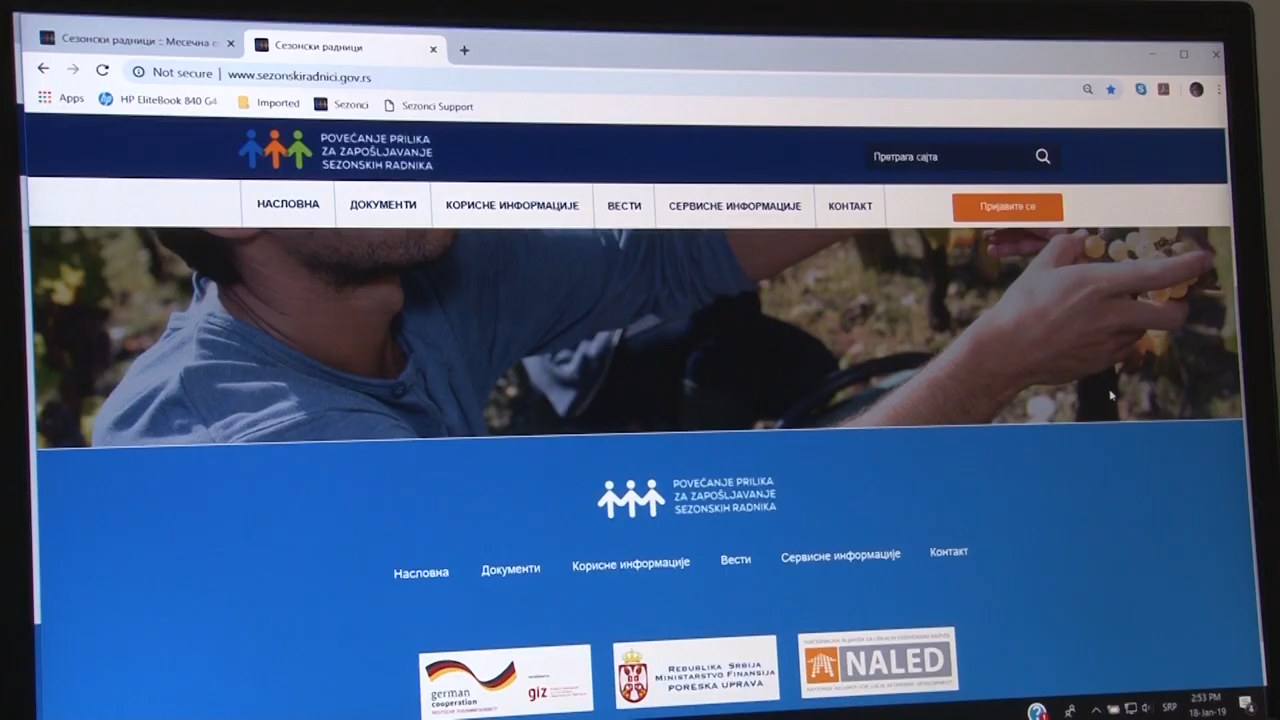 Сезонски радници :: Месечна е
Сезонски радници
Not secure | www.sezonskiradnici.gov.rs
Apps HP EliteBook 840 G4 Imported Sezonci Sezonci Support
POVEĆANJE PRILIKA
ZA ZAPOŠLJAVANJE
SEZONSKIH RADNIKA
Претрага сајта
НАСЛОВНА ДОКУМЕНТИ КОРИСНЕ ИНФОРМАЦИЈЕ ВЕСТИ СЕРВИСНЕ ИНФОРМАЦИЈЕ КОНТАКТ Пријавите се
POVEĆANJE PRILIKA
ZA ZAPOŠLJAVANJE
SEZONSKIH RADNIKA
Насловна Документи Корисне информације Вести Сервисне информације Контакт
german
cooperation
giz
REPUBLIKA SRBIJA
MINISTARSTVO FINANSIJA
PORESKA UPRAVA
NALED
SRP
2:53 PM
18-Jan-19
4